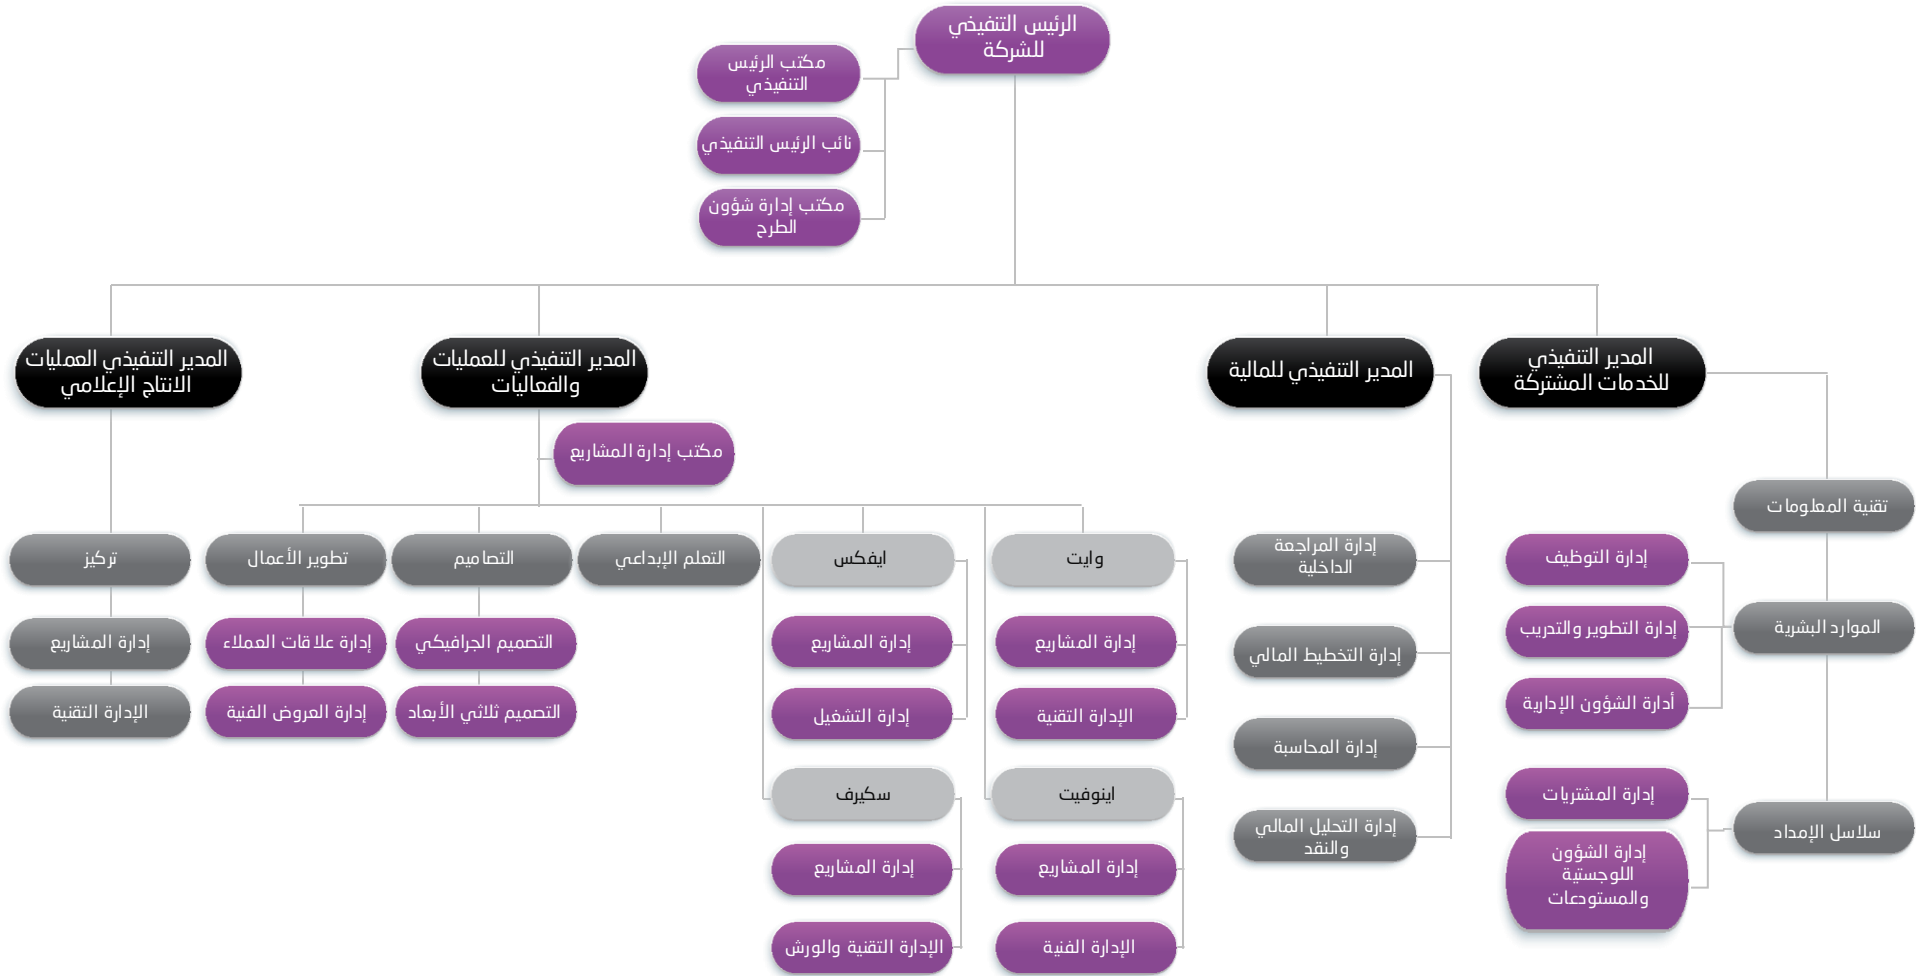 الرئيس التنفيذي
للشركة
مكتب الرئيس
التنفيذي
نائب الرئيس التنفيذي
مكتب إدارة شؤون
الطرح
المدير التنفيذي
للخدمات المشتركة
المدير التنفيذي للمالية
المدير التنفيذي للعمليات
والفعاليات
المدير التنفيذي العمليات
الانتاج الإعلامي
مكتب إدارة المشاريع
تقنية المعلومات
الموارد البشرية
إدارة التوظيف
إدارة التطوير والتدريب
أدارة الشؤون الإدارية
سلاسل الإمداد
إدارة المشتريات
إدارة الشؤون
اللوجستية
والمستودعات
إدارة المراجعة
الداخلية
إدارة التخطيط المالي
إدارة المحاسبة
إدارة التحليل المالي
والنقد
وايت
إدارة المشاريع
الإدارة التقنية
اينوفيت
إدارة المشاريع
الإدارة الفنية
ايفكس
إدارة المشاريع
إدارة التشغيل
سكيرف
إدارة المشاريع
الإدارة التقنية والورش
التعلم الإبداعي
التصاميم
التصميم الجرافيكي
التصميم ثلاثي الأبعاد
تطوير الأعمال
إدارة علاقات العملاء
إدارة العروض الفنية
تركيز
إدارة المشاريع
الإدارة التقنية